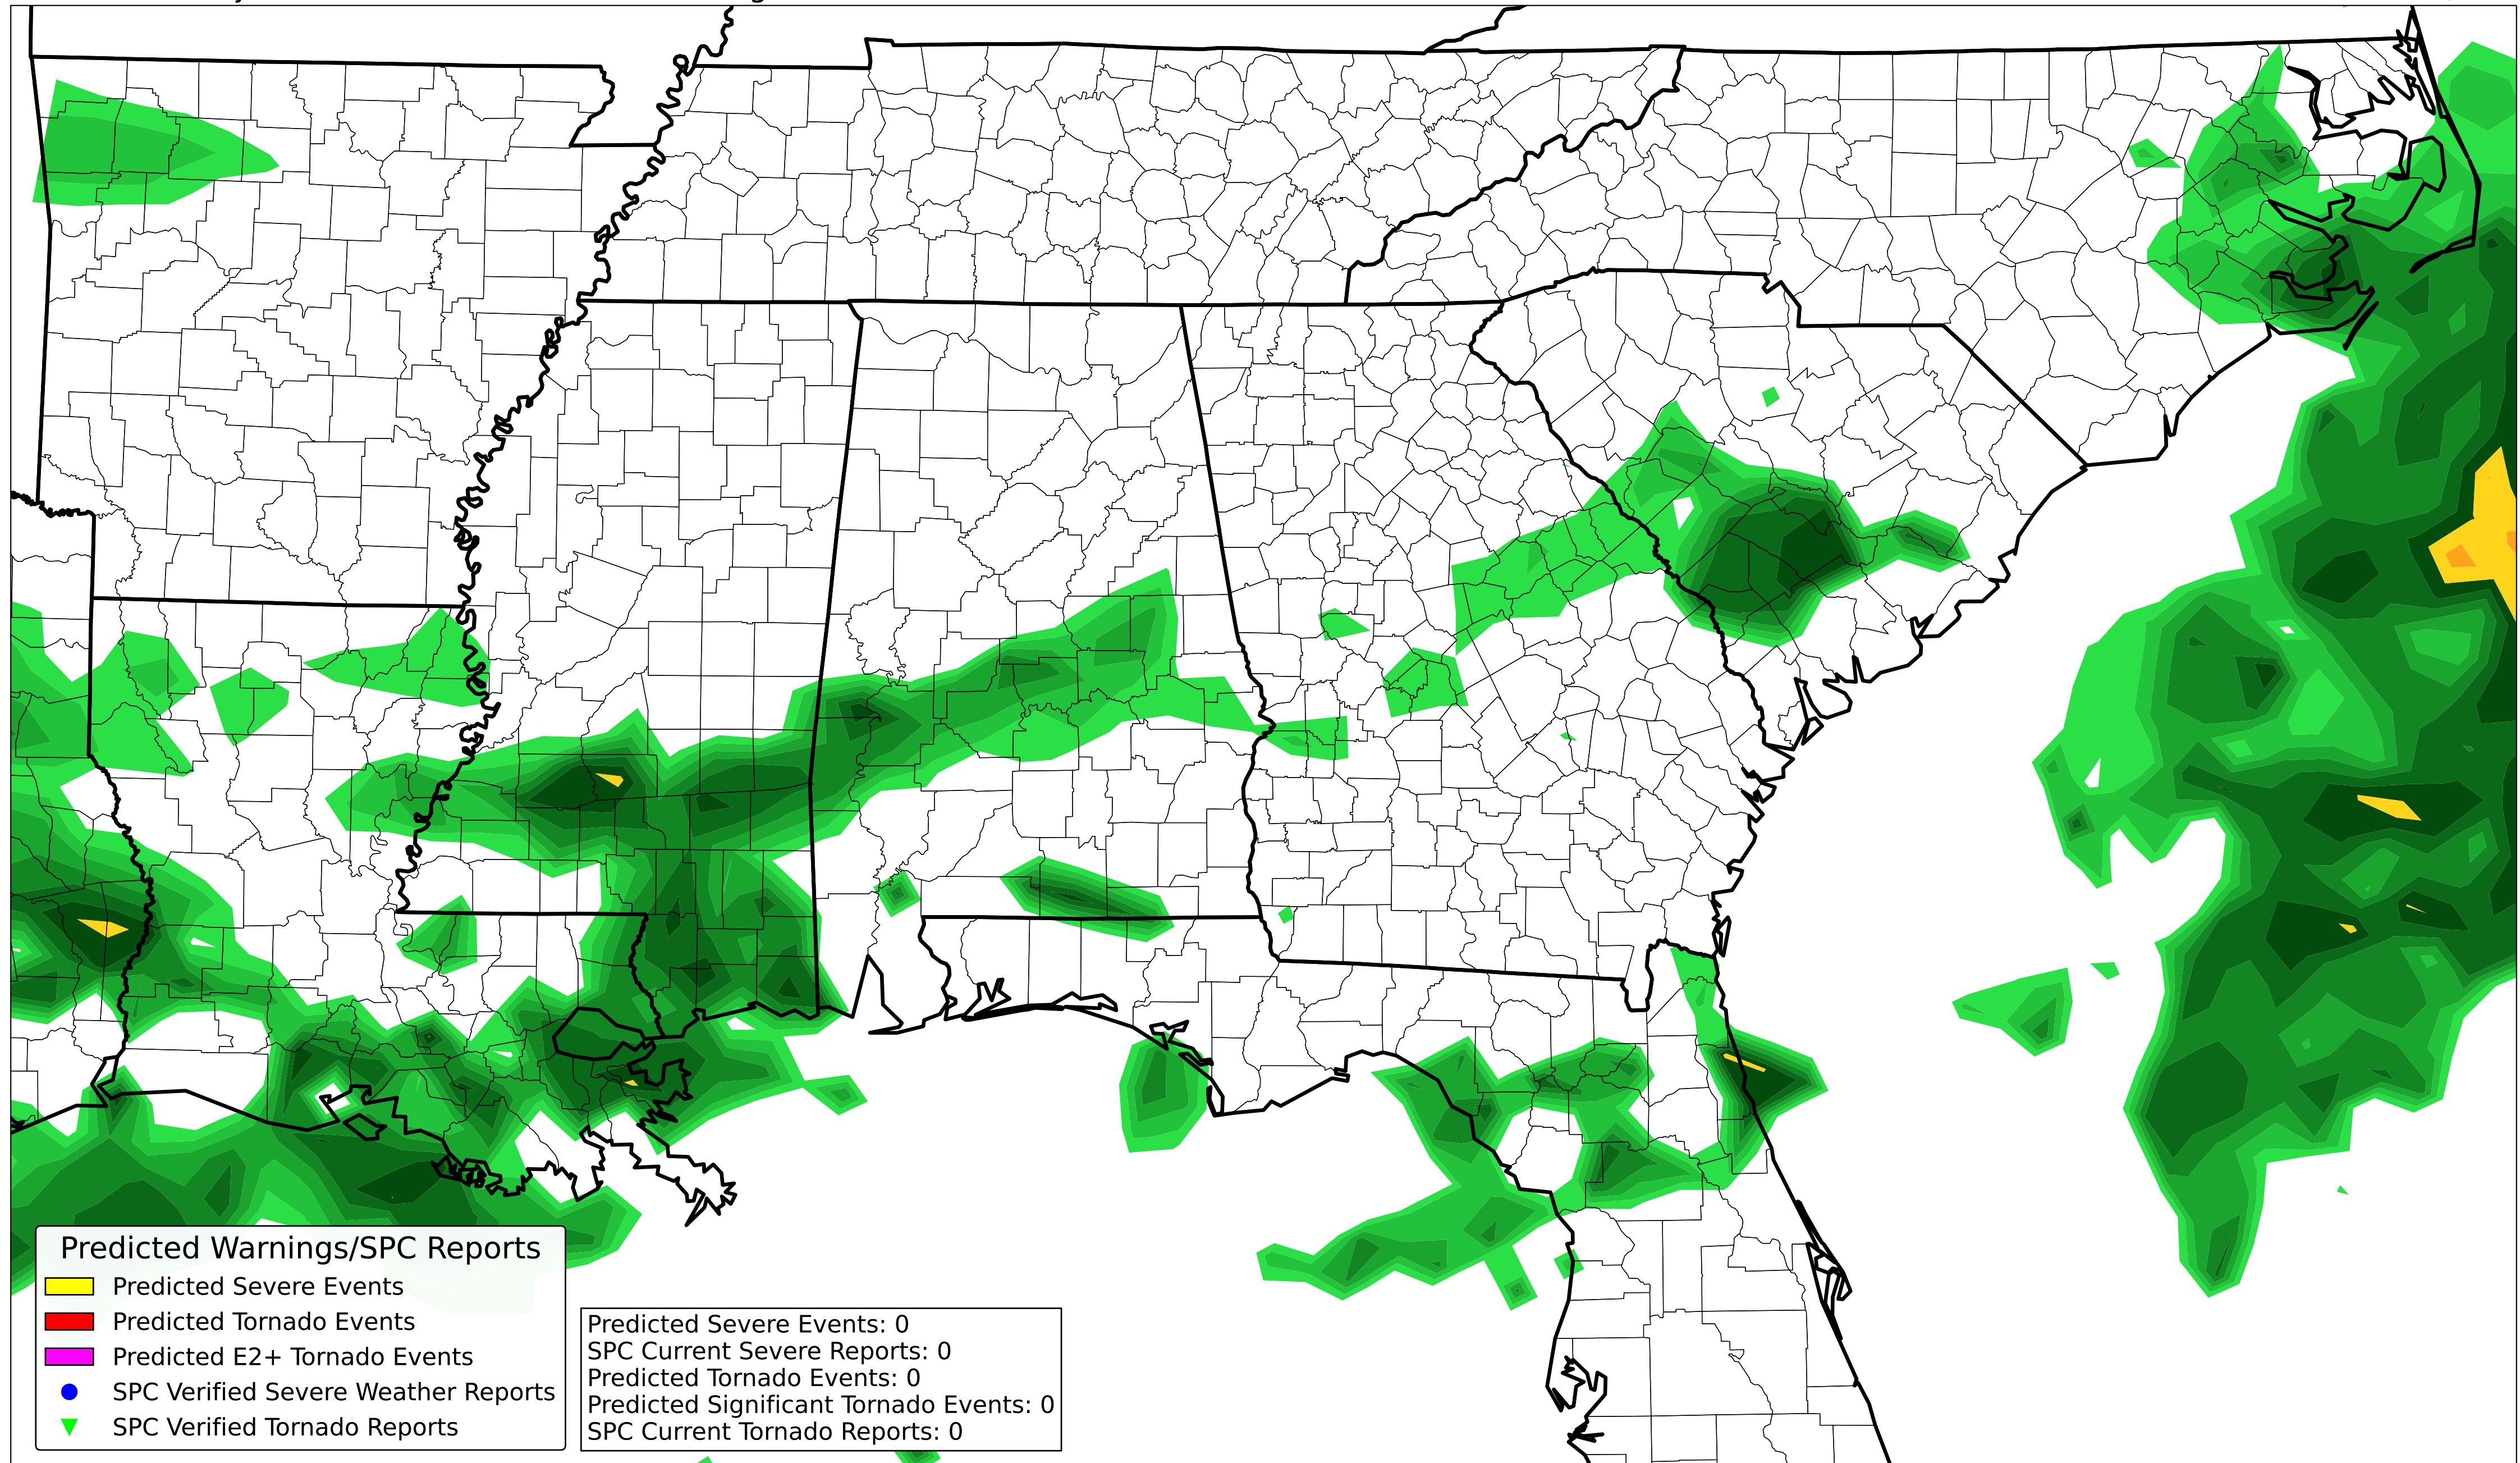 Predicted Warnings/SPC Reports
Predicted Severe Events
Predicted Tornado Events
Predicted E2+ Tornado Events
SPC Verified Severe Weather Reports
SPC Verified Tornado Reports
Predicted Severe Events: 0
SPC Current Severe Reports: 0
Predicted Tornado Events: 0
Predicted Significant Tornado Events: 0
SPC Current Tornado Reports: 0